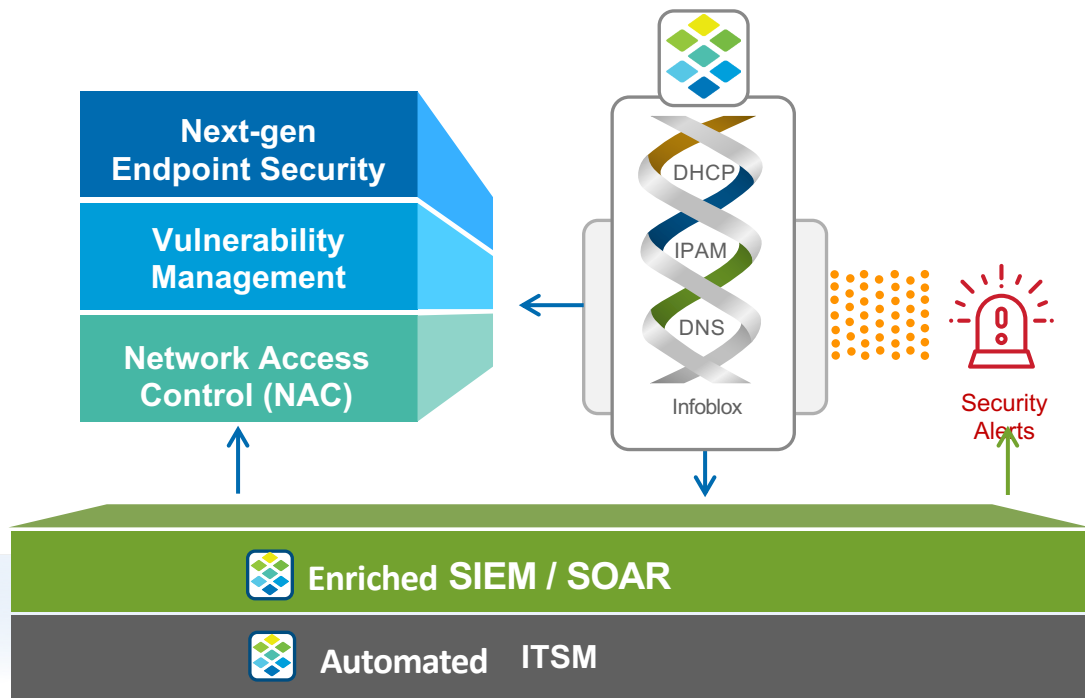 Next-gen
Endpoint Security
Vulnerability
Management
Network Access
Control (NAC)
DHCP
IPAM
DNS
Infoblox
Security
Alerts
Enriched SIEM / SOAR
Automated ITSM